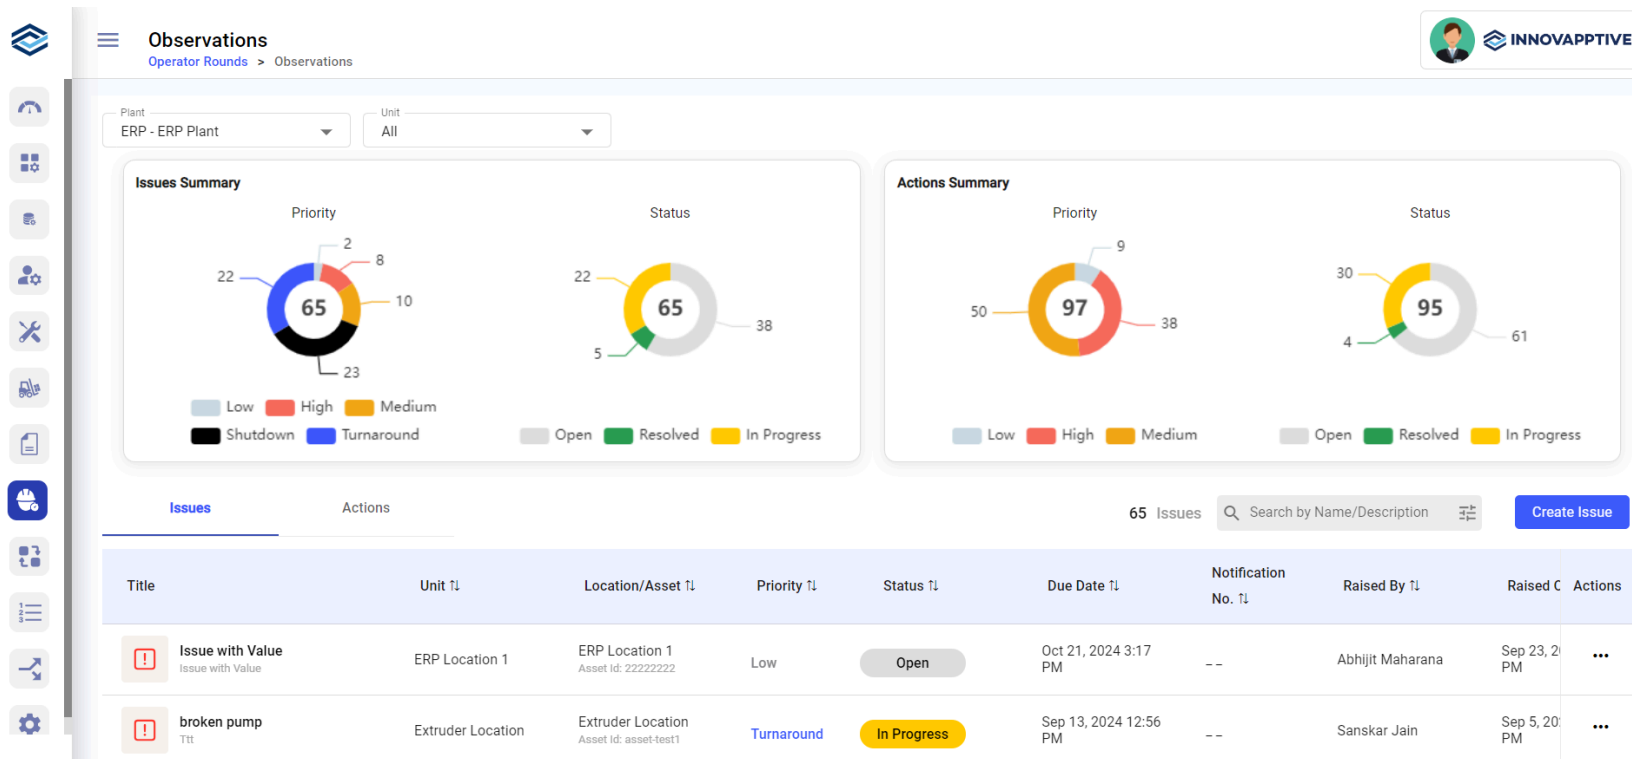 Observations
Operator Rounds > Observations
INNOVAPPTIVE
Plant
ERP - ERP Plant
Unit
All
Issues Summary
Priority
2
8
22
10
65
23
Low High Medium
Shutdown Turnaround
Status
22
65
38
5
Open Resolved In Progress
Actions Summary
Priority
9
50
97
38
Low High Medium
Status
30
95
61
4
Open Resolved In Progress
Issues Actions
65 Issues
Search by Name/Description
Create Issue
Title Unit Location/Asset Priority Status Due Date Notification No. Raised By Raised Actions
Issue with Value
Issue with Value
ERP Location 1
ERP Location 1
Asset Id: 22222222
Low
Open
Oct 21, 2024 3:17
PM
_ _
Abhijit Maharana
Sep 23,
PM
...
broken pump
Ttt
Extruder Location
Extruder Location
Asset Id: asset-test1
Turnaround
In Progress
Sep 13, 2024 12:56
PM
_ _
Sanskar Jain
Sep 5, 20
PM
...